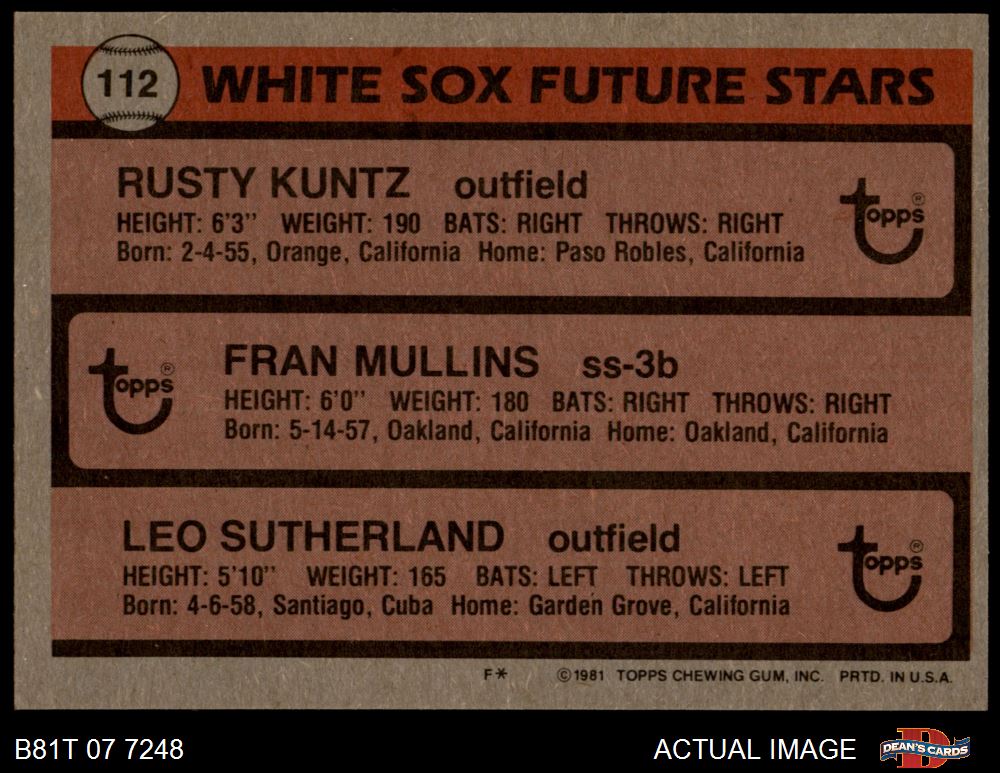 112 WHITE SOX FUTURE STARS
RUSTY KUNTZ outfield
HEIGHT: 6'3" WEIGHT: 190 BATS: RIGHT THROWS: RIGHT
Born: 2-4-55, Orange, California Home: Paso Robles, California
topps ®
FRAN MULLINS ss-3b
HEIGHT: 6'0" WEIGHT: 180 BATS: RIGHT THROWS: RIGHT
Born: 5-14-57, Oakland, California Home: Oakland, California
topps ®
LEO SUTHERLAND outfield
HEIGHT: 5'10" WEIGHT: 165 BATS: LEFT THROWS: LEFT
Born: 4-6-58, Santiago, Cuba Home: Garden Grove, California
topps ®
F* ©1981 TOPPS CHEWING GUM, INC. PRTD. IN U.S.A.
B81T 07 7248 ACTUAL IMAGE D DEAN'S CARDS